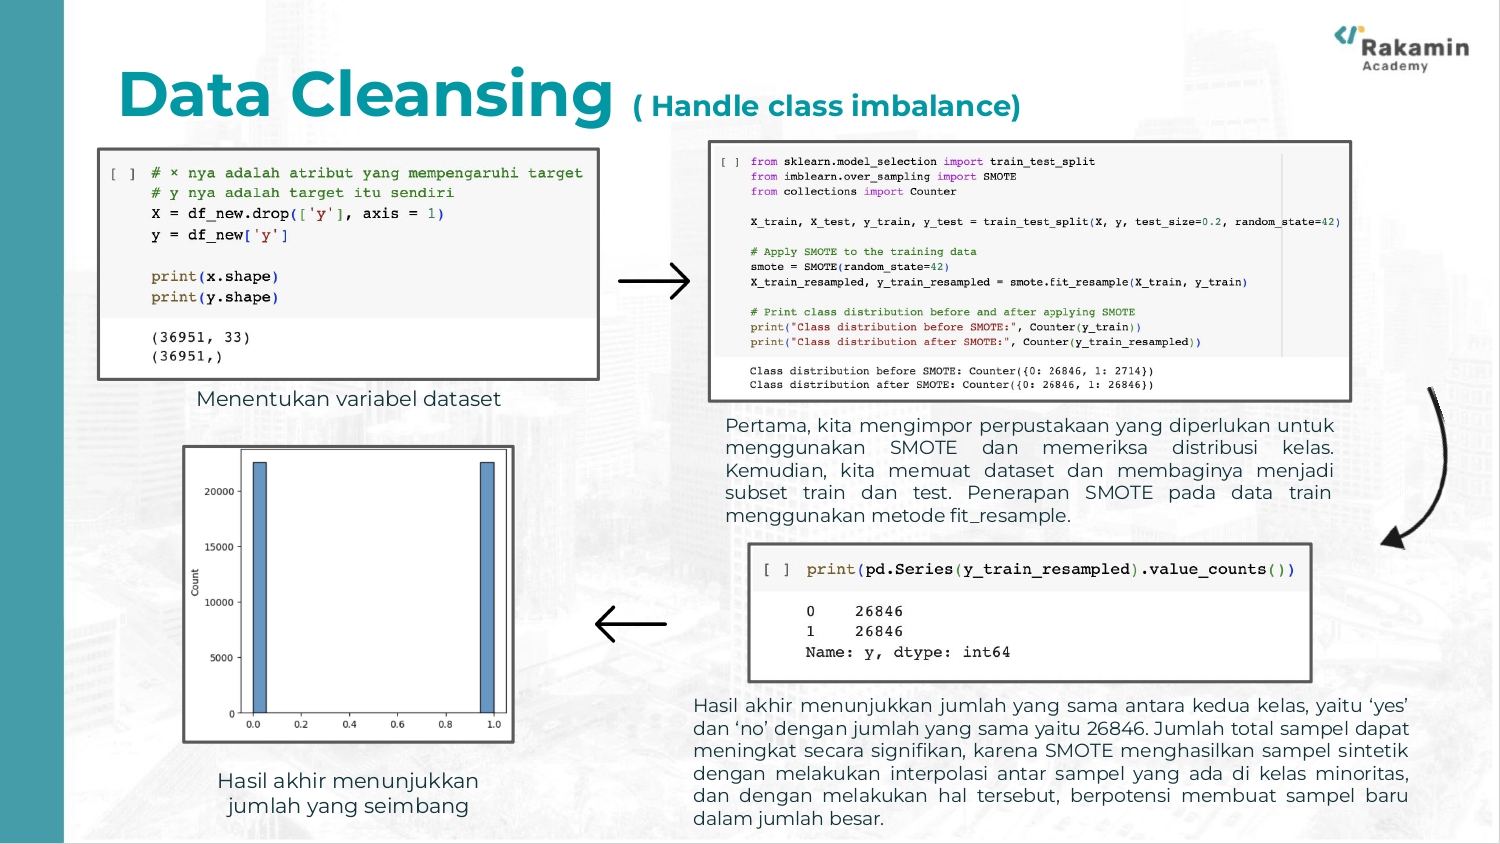 Rakamin
Academy
Data Cleansing ( Handle class imbalance)
[ ] # × nya adalah atribut yang mempengaruhi target
# y nya adalah target itu sendiri
X = df_new.drop(['y'], axis = 1)
y = df_new['y']
print(x.shape)
print(y.shape)
(36951, 33)
(36951,)
Menentukan variabel dataset
[ ] from sklearn.model_selection import train_test_split
from imblearn.over_sampling import SMOTE
from collections import Counter
X_train, X_test, y_train, y_test = train_test_split(X, y, test_size=0.2, random_state=42)
# Apply SMOTE to the training data
smote = SMOTE(random_state=42)
X_train_resampled, y_train_resampled = smote.fit_resample(X_train, y_train)
# Print class distribution before and after applying SMOTE
print("Class distribution before SMOTE:", Counter(y_train))
print("Class distribution after SMOTE:", Counter(y_train_resampled))
Class distribution before SMOTE: Counter({0: 26846, 1: 2714})
Class distribution after SMOTE: Counter({0: 26846, 1: 26846})
Pertama, kita mengimpor perpustakaan yang diperlukan untuk
menggunakan SMOTE dan memeriksa distribusi kelas.
Kemudian, kita memuat dataset dan membaginya menjadi
subset train dan test. Penerapan SMOTE pada data train
menggunakan metode fit_resample.
[ ] print(pd.Series(y_train_resampled).value_counts())
0 26846
1 26846
Name: y, dtype: int64
Hasil akhir menunjukkan jumlah yang sama antara kedua kelas, yaitu ‘yes’
dan ‘no’ dengan jumlah yang sama yaitu 26846. Jumlah total sampel dapat
meningkat secara signifikan, karena SMOTE menghasilkan sampel sintetik
dengan melakukan interpolasi antar sampel yang ada di kelas minoritas,
dan dengan melakukan hal tersebut, berpotensi membuat sampel baru
dalam jumlah besar.
20000
15000
10000
5000
0
Count
0.0 0.2 0.4 0.6 0.8 1.0
Hasil akhir menunjukkan
jumlah yang seimbang